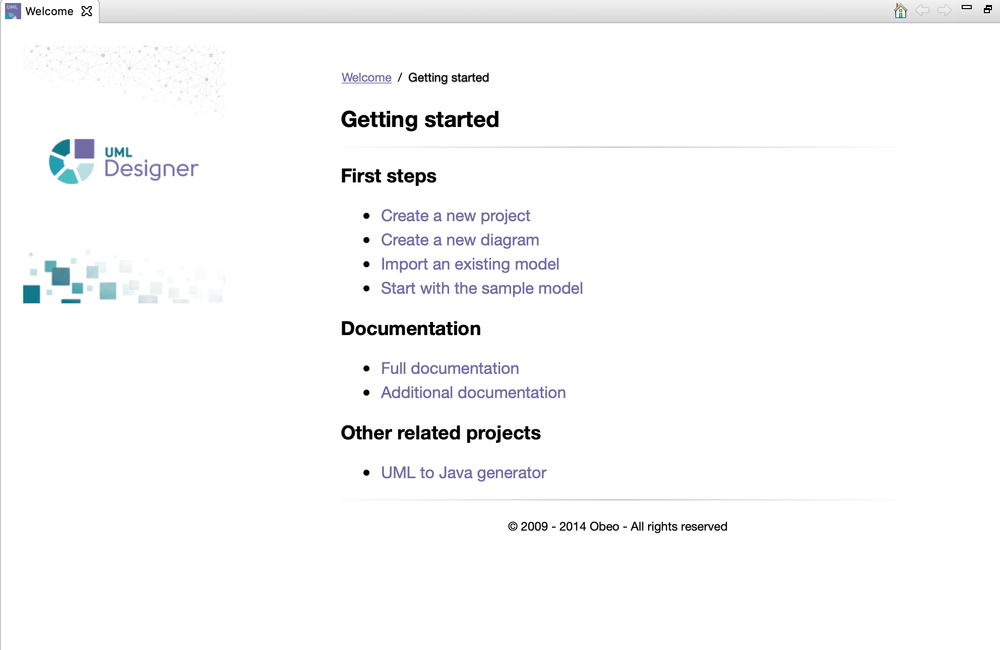 UML
Welcome
Welcome / Getting started
Getting started
UML
Designer
First steps
Create a new project
Create a new diagram
Import an existing model
Start with the sample model
Documentation
Full documentation
Additional documentation
Other related projects
UML to Java generator
© 2009 - 2014 Obeo - All rights reserved